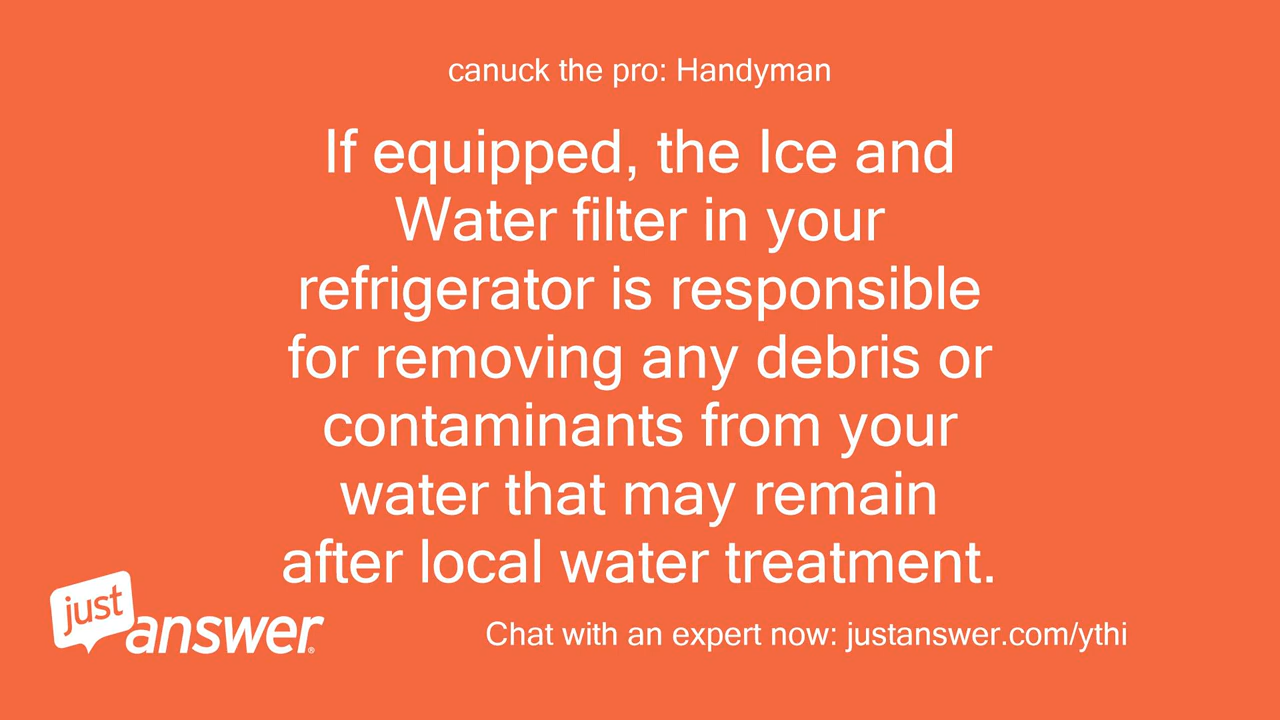 canuck the pro: Handyman
If equipped, the Ice and
Water filter in your
refrigerator is responsible
for removing any debris or
contaminants from your
water that may remain
after local water treatment.
just
answer®
Chat with an expert now: justanswer.com/ythi